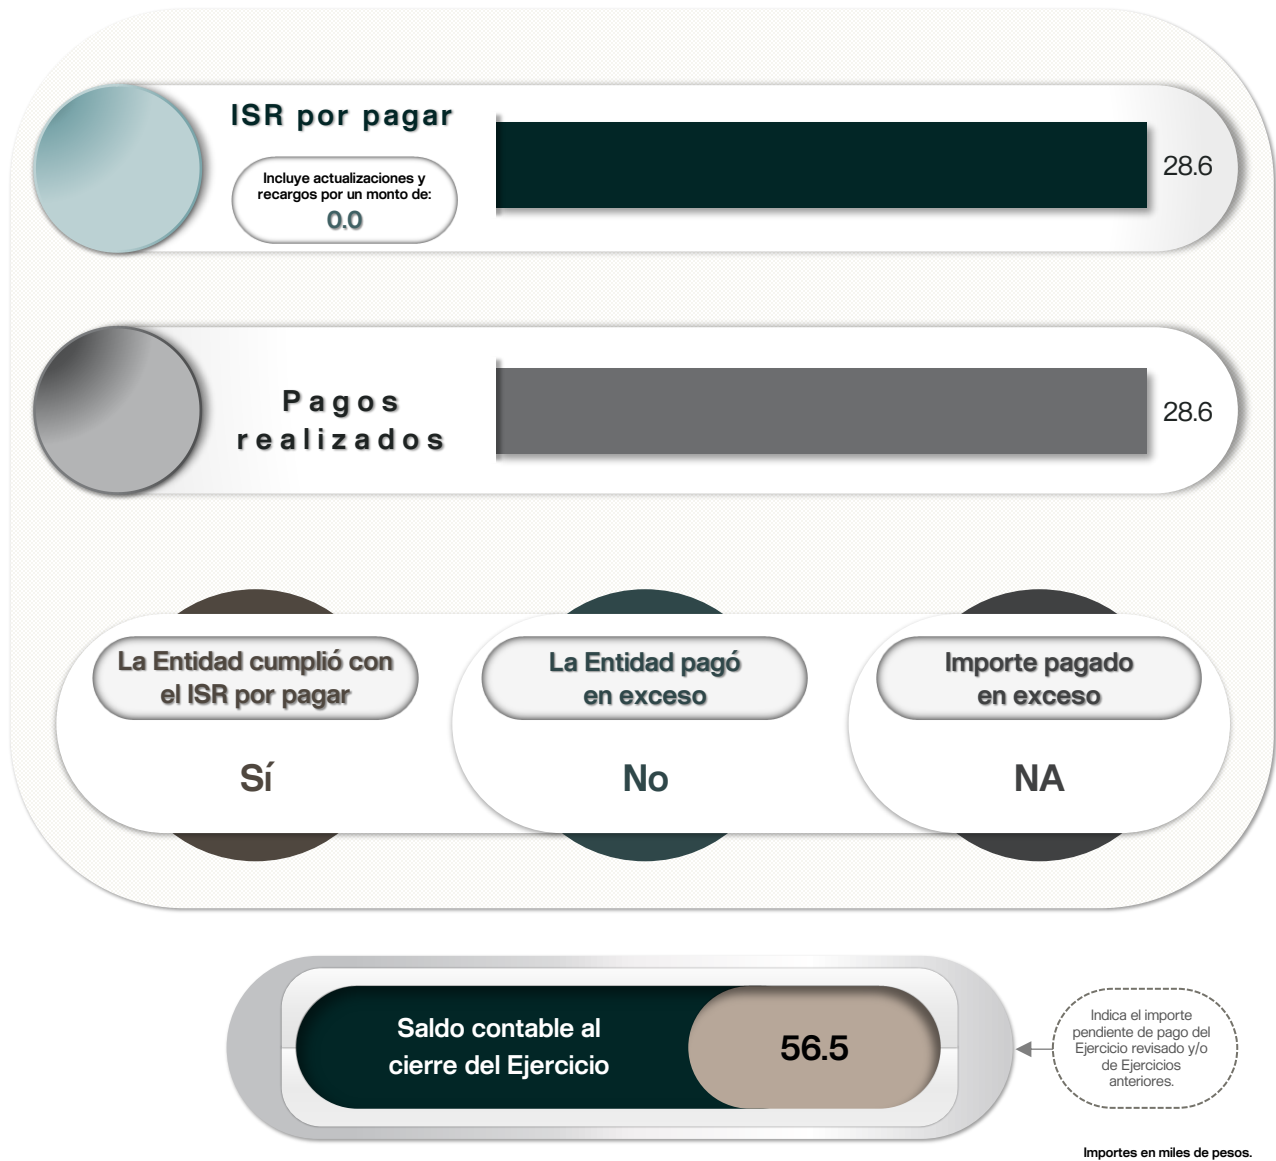 ISR por pagar
Incluye actualizaciones y
recargos por un monto de:
0.0
28.6
Pagos
realizados
28.6
La Entidad cumplió con
el ISR por pagar
Sí
La Entidad pagó
en exceso
No
Importe pagado
en exceso
NA
Saldo contable al
cierre del Ejercicio
56.5
Indica el importe
pendiente de pago del
Ejercicio revisado y/o
de Ejercicios
anteriores.
Importes en miles de pesos.